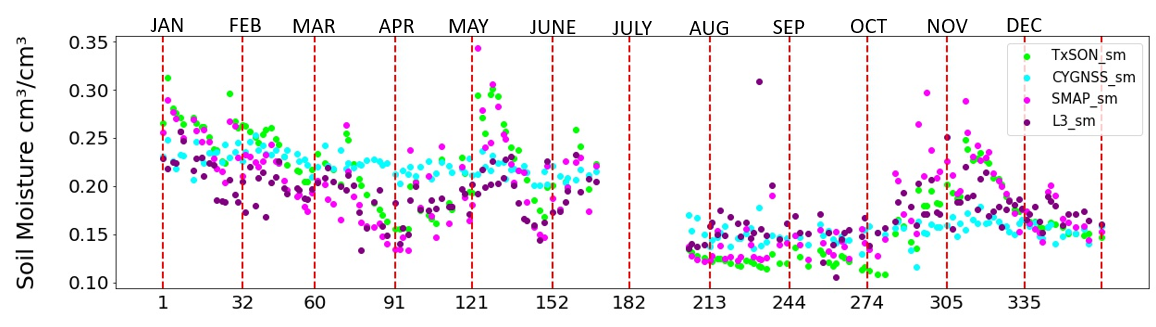 JAN FEB MAR APR MAY JUNE JULY AUG SEP OCT NOV DEC
Soil Moisture cm³/cm³
0.35
0.30
0.25
0.20
0.15
0.10
TxSON_sm
CYGNSS_sm
SMAP_sm
L3_sm
1 32 60 91 121 152 182 213 244 274 305 335